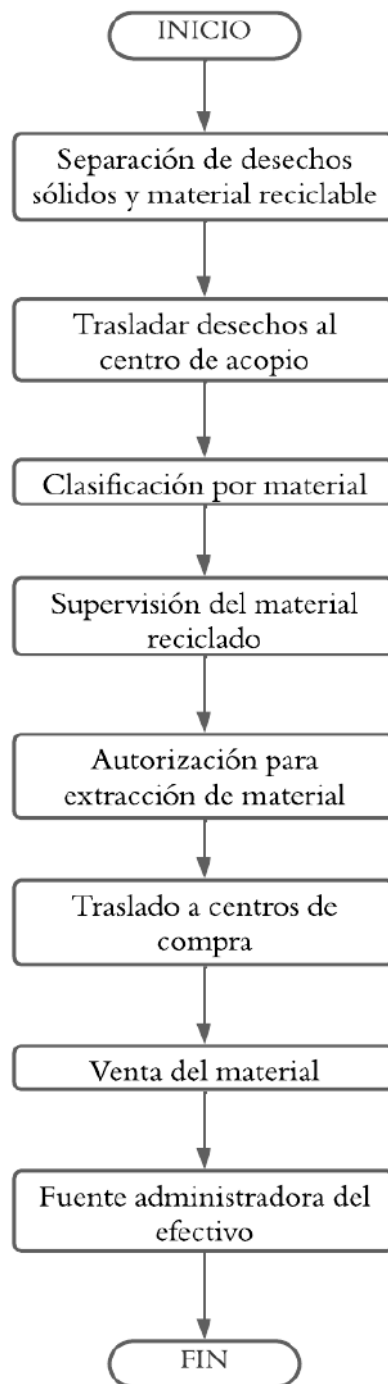 INICIO
Separación de desechos
sólidos y material reciclable
Trasladar desechos al
centro de acopio
Clasificación por material
Supervisión del material
reciclado
Autorización para
extracción de material
Traslado a centros de
compra
Venta del material
Fuente administradora del
efectivo
FIN